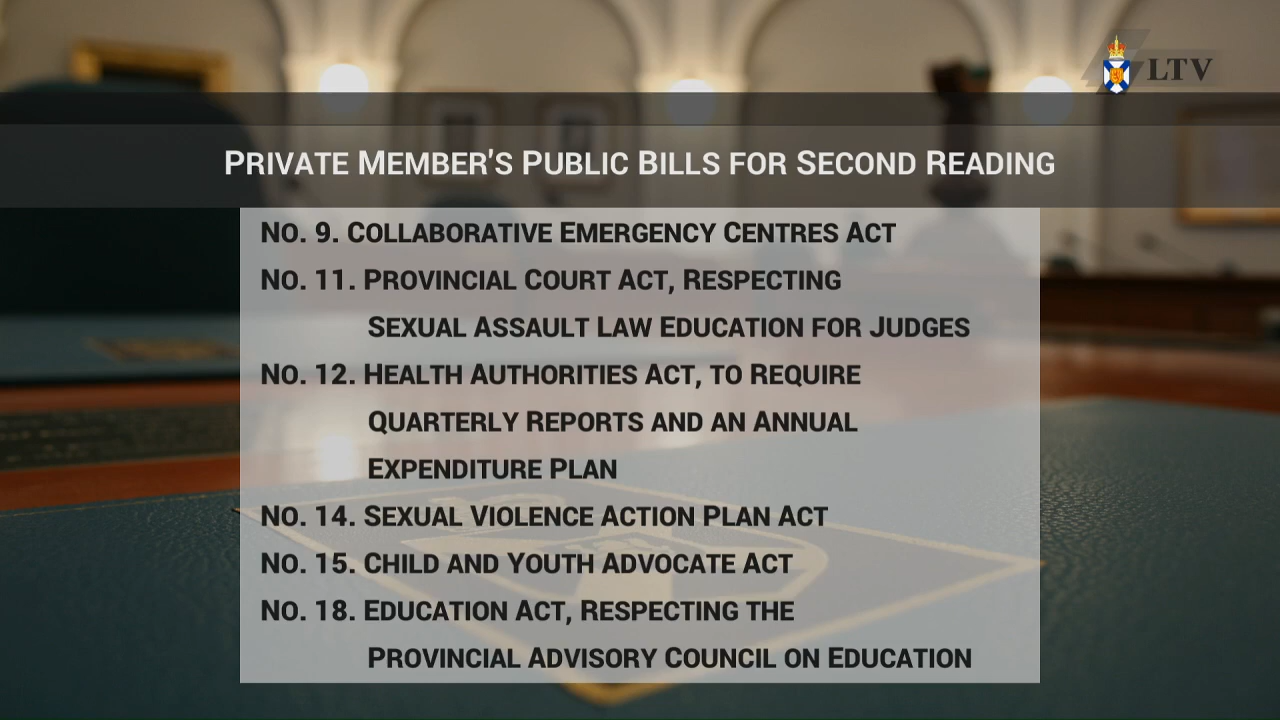 LTV
PRIVATE MEMBER'S PUBLIC BILLS FOR SECOND READING
NO. 9. COLLABORATIVE EMERGENCY CENTRES ACT
NO. 11. PROVINCIAL COURT ACT, RESPECTING
SEXUAL ASSAULT LAW EDUCATION FOR JUDGES
NO. 12. HEALTH AUTHORITIES ACT, TO REQUIRE
QUARTERLY REPORTS AND AN ANNUAL
EXPENDITURE PLAN
NO. 14. SEXUAL VIOLENCE ACTION PLAN ACT
NO. 15. CHILD AND YOUTH ADVOCATE ACT
NO. 18. EDUCATION ACT, RESPECTING THE
PROVINCIAL ADVISORY COUNCIL ON EDUCATION